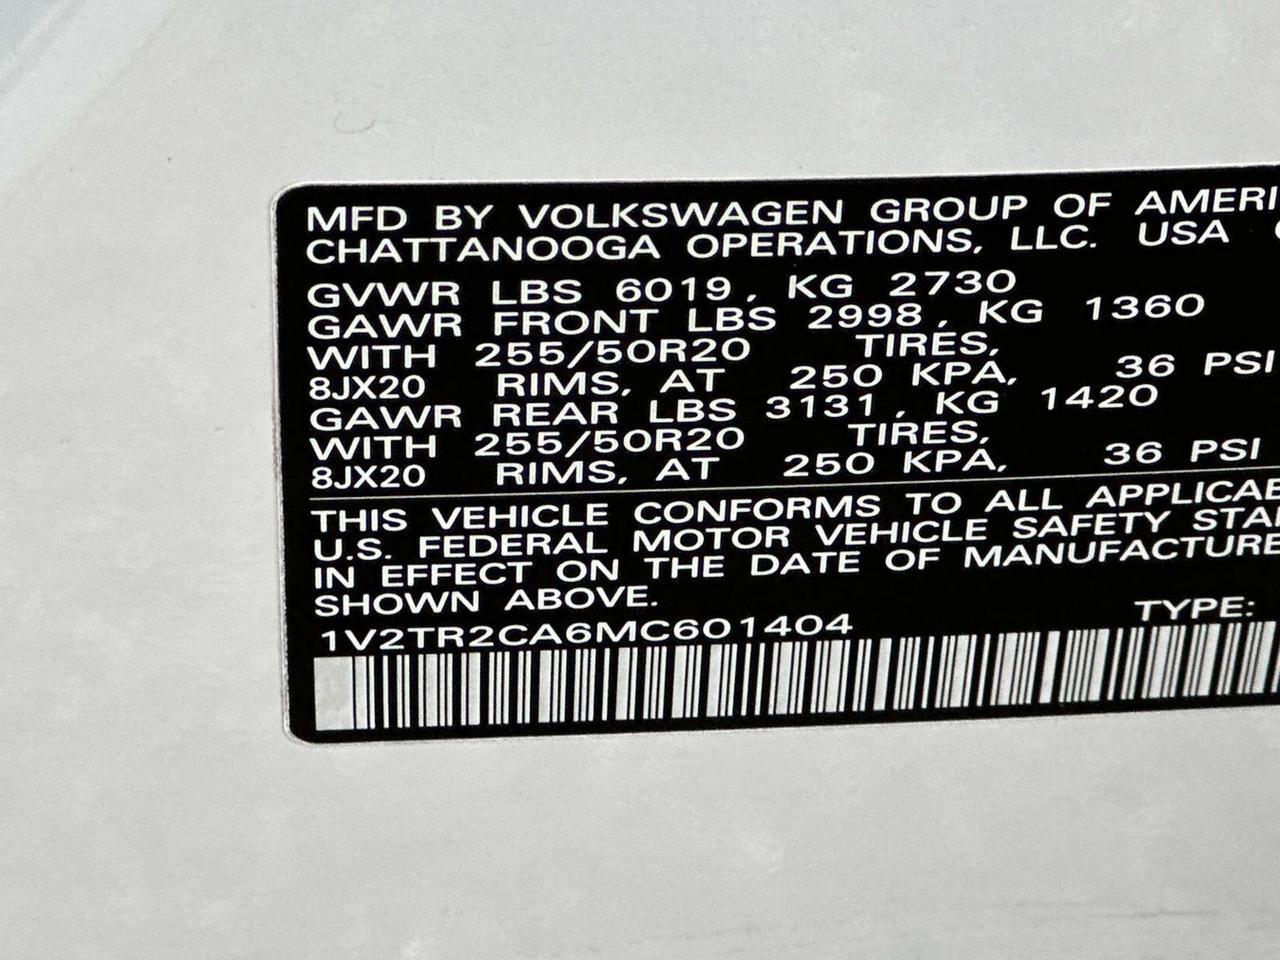 MFD BY VOLKSWAGEN GROUP OF AMERI
CHATTANOOGA OPERATIONS, LLC. USA
GVWR LBS 6019, KG 2730
GAWR FRONT LBS 2998, KG 1360
WITH 255/50R20 TIRES,
8JX20 RIMS, AT 250 KPA, 36 PSI
GAWR REAR LBS 3131, KG 1420
WITH 255/50R20 TIRES,
8JX20 RIMS, AT 250 KPA, 36 PSI
THIS VEHICLE CONFORMS TO ALL APPLICAB
U.S. FEDERAL MOTOR VEHICLE SAFETY STAN
IN EFFECT ON THE DATE OF MANUFACTURE
SHOWN ABOVE.
1V2TR2CA6MC601404 TYPE: